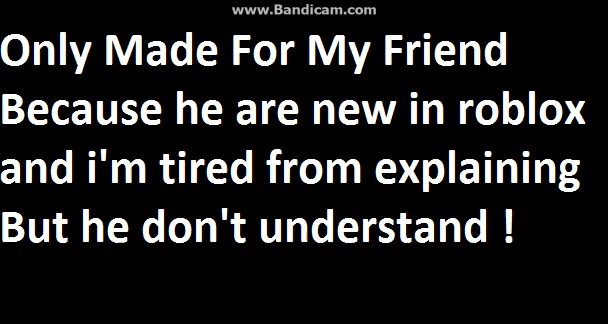 www.Bandicam.com
Only Made For My Friend
Because he are new in roblox
and i'm tired from explaining
But he don't understand !